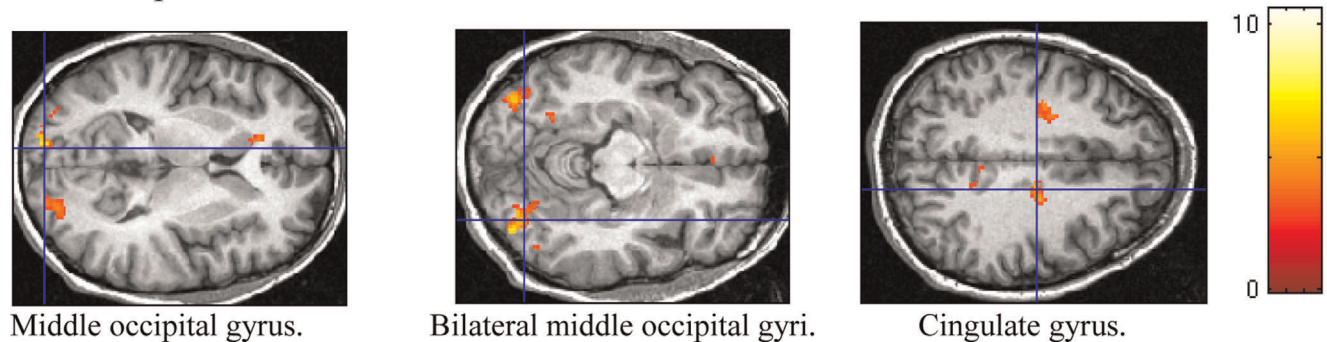 10
0
Middle occipital gyrus.
Bilateral middle occipital gyri.
Cingulate gyrus.